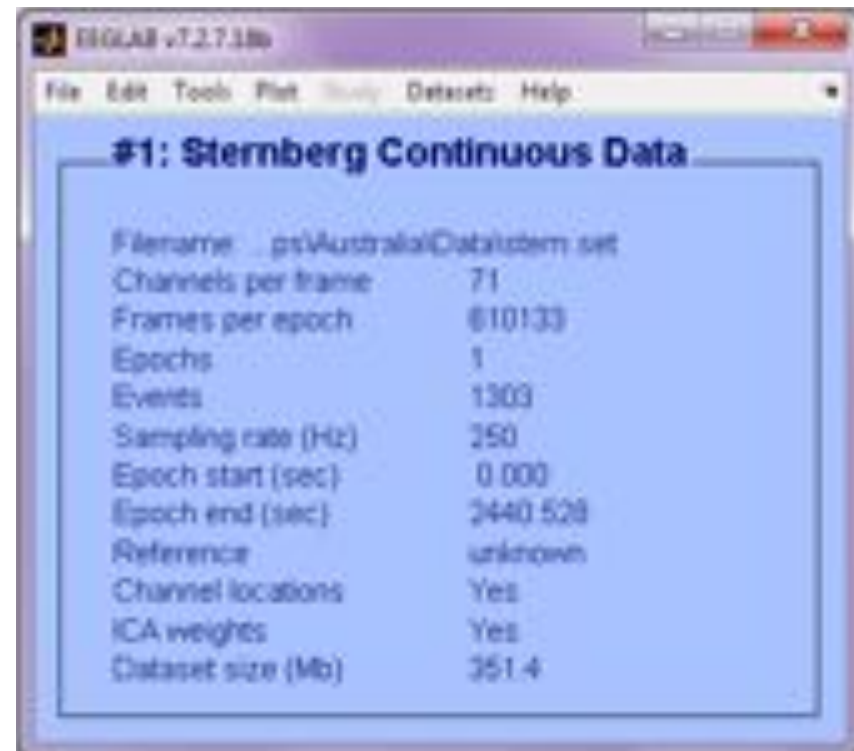 EEGLAB v7.2.7.18b
File Edit Tools Plot Study Datasets Help
#1: Sternberg Continuous Data
Filename: ...ps\Australia\Data\stern.set
Channels per frame 71
Frames per epoch 610133
Epochs 1
Events 1303
Sampling rate (Hz) 250
Epoch start (sec) 0.000
Epoch end (sec) 2440.528
Reference unknown
Channel locations Yes
ICA weights Yes
Dataset size (Mb) 351.4